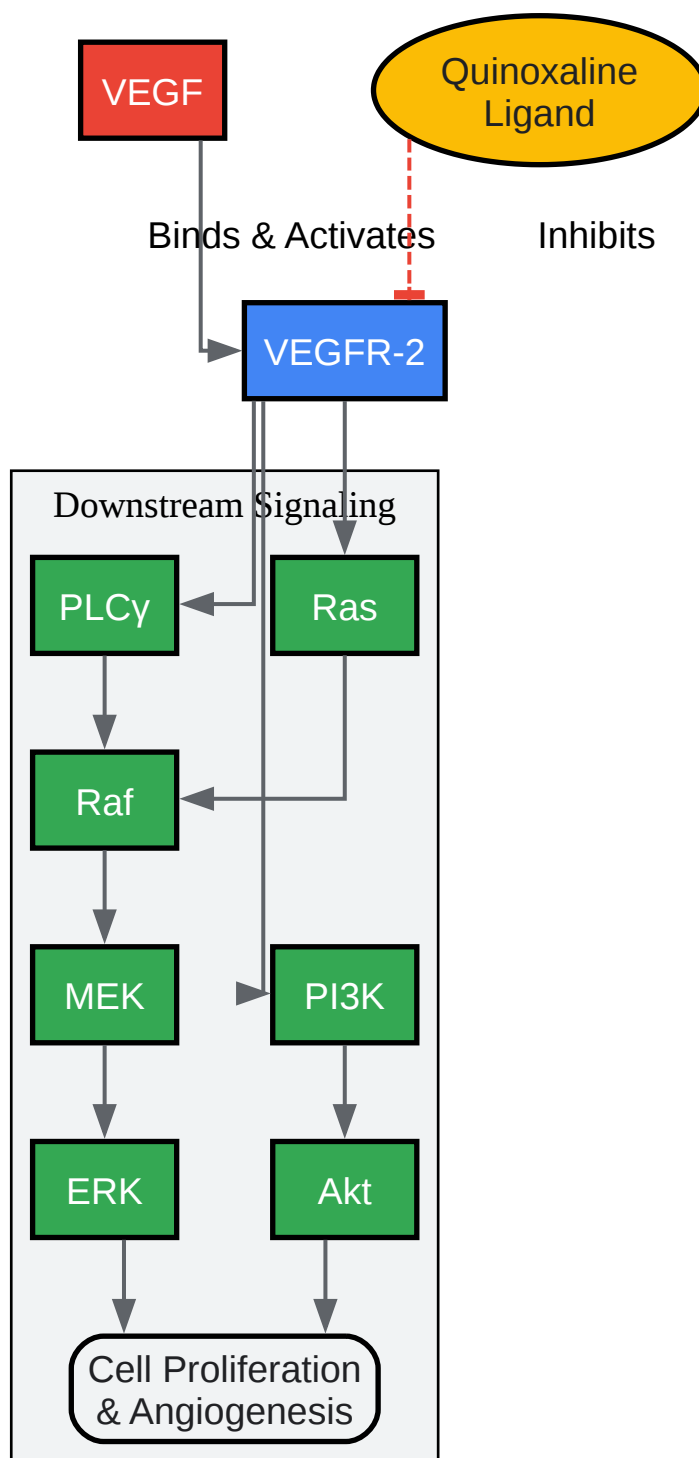 VEGF
Quinoxaline
Ligand
Binds & Activates
Inhibits
VEGFR-2
Downstream Signaling
PLCγ
Ras
Raf
MEK
PI3K
ERK
Akt
Cell Proliferation
& Angiogenesis